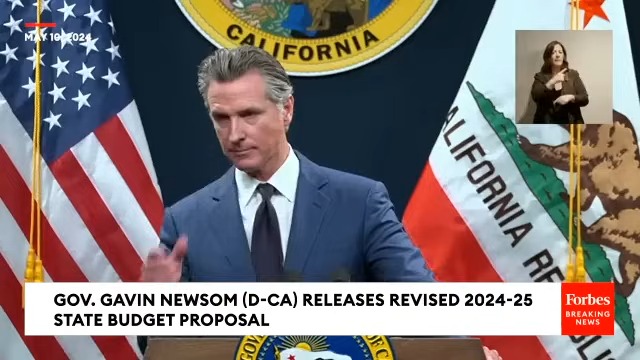 MAY 10, 2024
CALIFORNIA
CALIFORNIA REPUBLIC
GOV. GAVIN NEWSOM (D-CA) RELEASES REVISED 2024-25
STATE BUDGET PROPOSAL
Forbes
BREAKING
NEWS